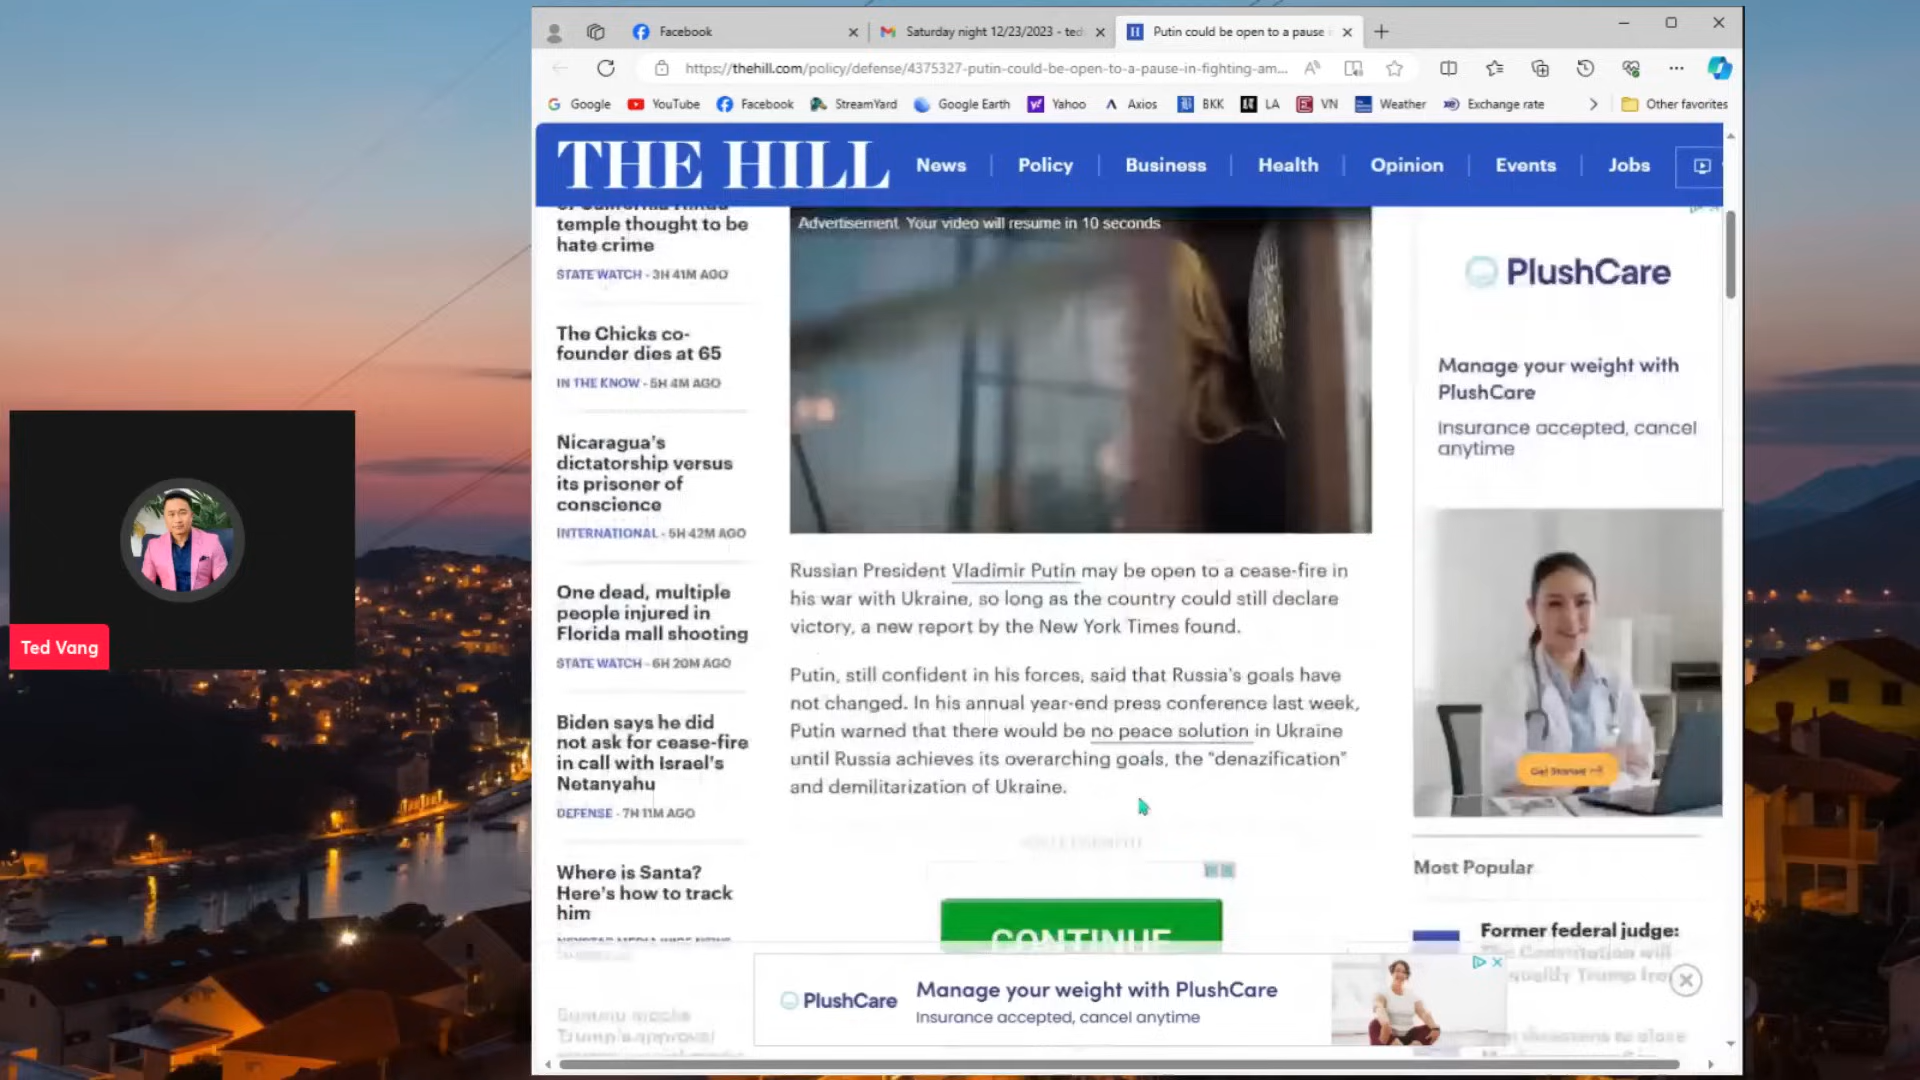 Facebook
Saturday night 12/23/2023 - ted
Putin could be open to a pause
https://thehill.com/policy/defense/4375327-putin-could-be-open-to-a-pause-in-fighting-am...
Google
YouTube
Facebook
StreamYard
Google Earth
Yahoo
Axios
BKK
LA
VN
Weather
Exchange rate
Other favorites
THE HILL
News
Policy
Business
Health
Opinion
Events
Jobs
temple thought to be
hate crime
STATE WATCH - 3H 41M AGO
The Chicks co-
founder dies at 65
IN THE KNOW - 5H 4M AGO
Nicaragua's
dictatorship versus
its prisoner of
conscience
INTERNATIONAL - 5H 42M AGO
One dead, multiple
people injured in
Florida mall shooting
STATE WATCH - 6H 20M AGO
Biden says he did
not ask for cease-fire
in call with Israel's
Netanyahu
DEFENSE - 7H 11M AGO
Where is Santa?
Here's how to track
him
Advertisement Your video will resume in 10 seconds
Russian President Vladimir Putin may be open to a cease-fire in
his war with Ukraine, so long as the country could still declare
victory, a new report by the New York Times found.
Putin, still confident in his forces, said that Russia's goals have
not changed. In his annual year-end press conference last week,
Putin warned that there would be no peace solution in Ukraine
until Russia achieves its overarching goals, the "denazification"
and demilitarization of Ukraine.
CONTINUE
PlushCare
Manage your weight with
PlushCare
Insurance accepted, cancel
anytime
Get Started
Most Popular
Former federal judge:
The Constitution will
PlushCare
Manage your weight with PlushCare
Insurance accepted, cancel anytime
Ted Vang